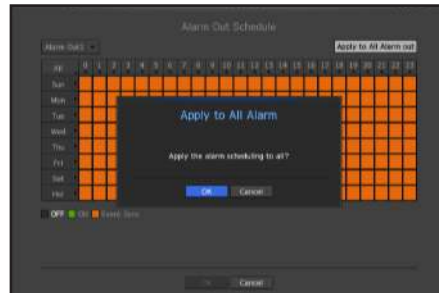 Alarm Out Schedule
Alarm Out1
Apply to All Alarm out
All 0 1 2 3 4 5 6 7 8 9 10 11 12 13 14 15 16 17 18 19 20 21 22 23
Sun
Mon
Tue
Wed
Thu
Fri
Sat
Hol
Apply to All Alarm
Apply the alarm scheduling to all?
OK Cancel
OFF ON Event Sync
Cancel